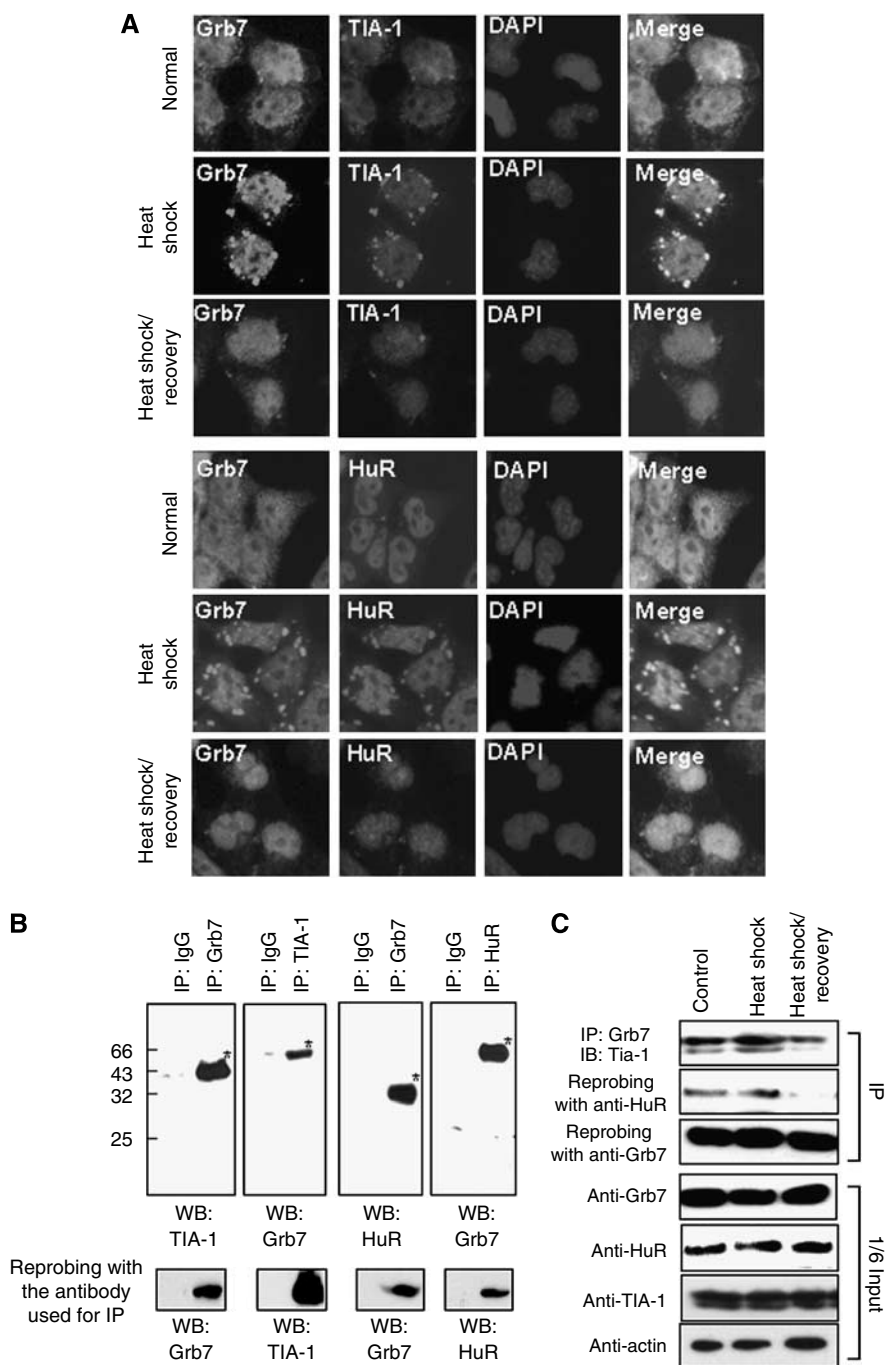 A
Normal
Grb7 TIA-1 DAPI Merge
Heat
shock
Grb7 TIA-1 DAPI Merge
Heat shock/
recovery
Grb7 TIA-1 DAPI Merge
Normal
Grb7 HuR DAPI Merge
Heat
shock
Grb7 HuR DAPI Merge
Heat shock/
recovery
Grb7 HuR DAPI Merge
B
IP: IgG
IP: Grb7
IP: IgG
IP: TIA-1
IP: IgG
IP: Grb7
IP: IgG
IP: HuR
66
43
32
25
* * * *
WB:
TIA-1
WB:
Grb7
WB:
HuR
WB:
Grb7
Reprobing with
the antibody
used for IP
WB:
Grb7
WB:
TIA-1
WB:
Grb7
WB:
HuR
C
Control
Heat shock
Heat shock/
recovery
IP: Grb7
IB: Tia-1
Reprobing
with anti-HuR
Reprobing
with anti-Grb7
IP
Anti-Grb7
Anti-HuR
Anti-TIA-1
Anti-actin
1/6 Input